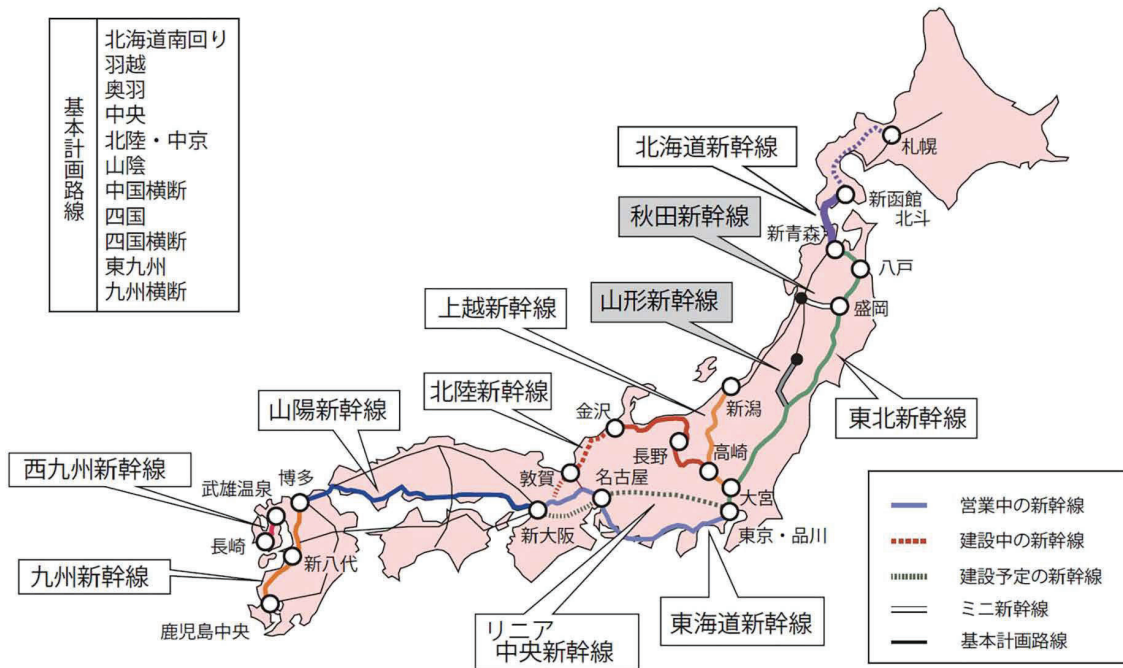 基本計画路線
北海道南回り
羽越
奥羽
中央
北陸・中京
山陰
中国横断
四国
四国横断
東九州
九州横断
北海道新幹線
札幌
新函館
北斗
秋田新幹線
新青森
八戸
山形新幹線
盛岡
上越新幹線
北陸新幹線
新潟
東北新幹線
山陽新幹線
金沢
長野
高崎
西九州新幹線
博多
敦賀
名古屋
大宮
武雄温泉
新大阪
東京・品川
長崎
新八代
九州新幹線
鹿児島中央
リニア
中央新幹線
東海道新幹線
営業中の新幹線
建設中の新幹線
建設予定の新幹線
ミニ新幹線
基本計画路線